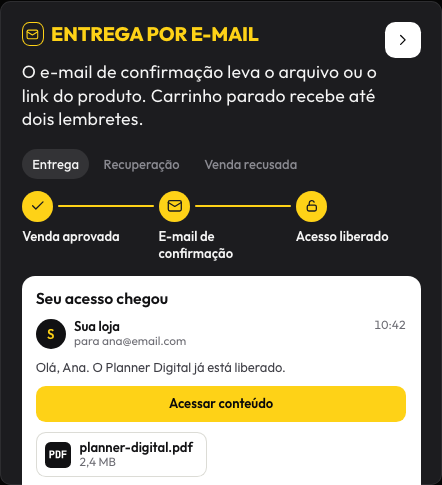 ENTREGA POR E-MAIL
O e-mail de confirmação leva o arquivo ou o
link do produto. Carrinho parado recebe até
dois lembretes.
Entrega
Recuperação
Venda recusada
Venda aprovada
E-mail de
confirmação
Acesso liberado
Seu acesso chegou
S
Sua loja
10:42
para ana@email.com
Olá, Ana. O Planner Digital já está liberado.
Acessar conteúdo
PDF
planner-digital.pdf
2,4 MB